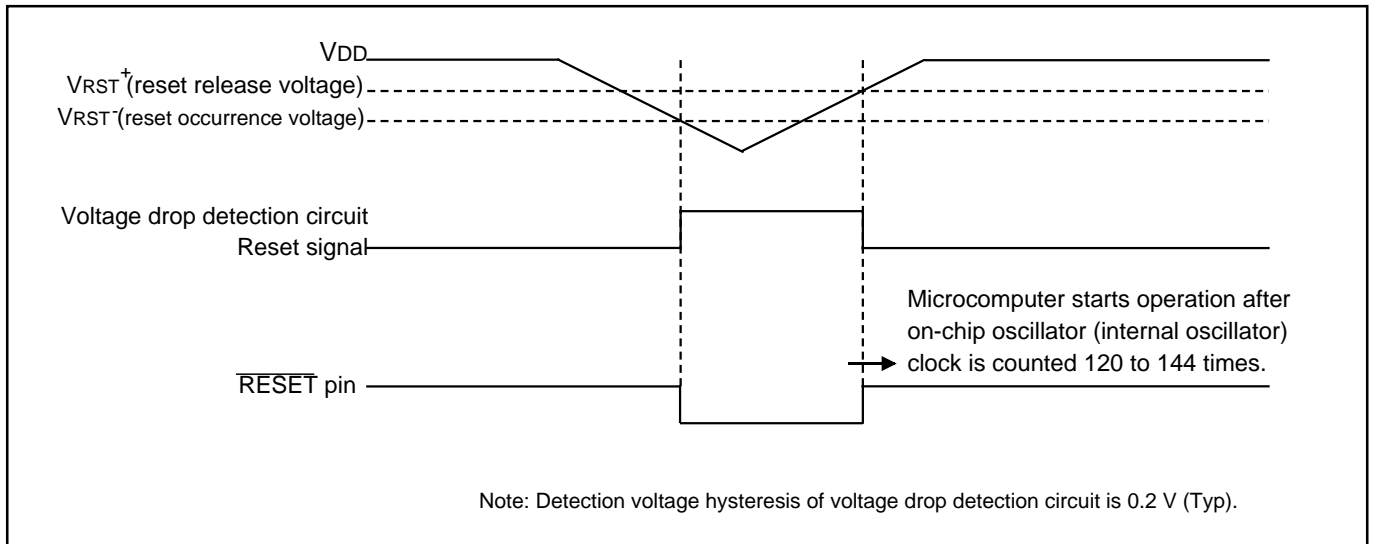 VDD
VRST+(reset release voltage)
VRST-(reset occurrence voltage)
Voltage drop detection circuit
Reset signal
Microcomputer starts operation after
on-chip oscillator (internal oscillator)
clock is counted 120 to 144 times.
RESET pin
Note: Detection voltage hysteresis of voltage drop detection circuit is 0.2 V (Typ).